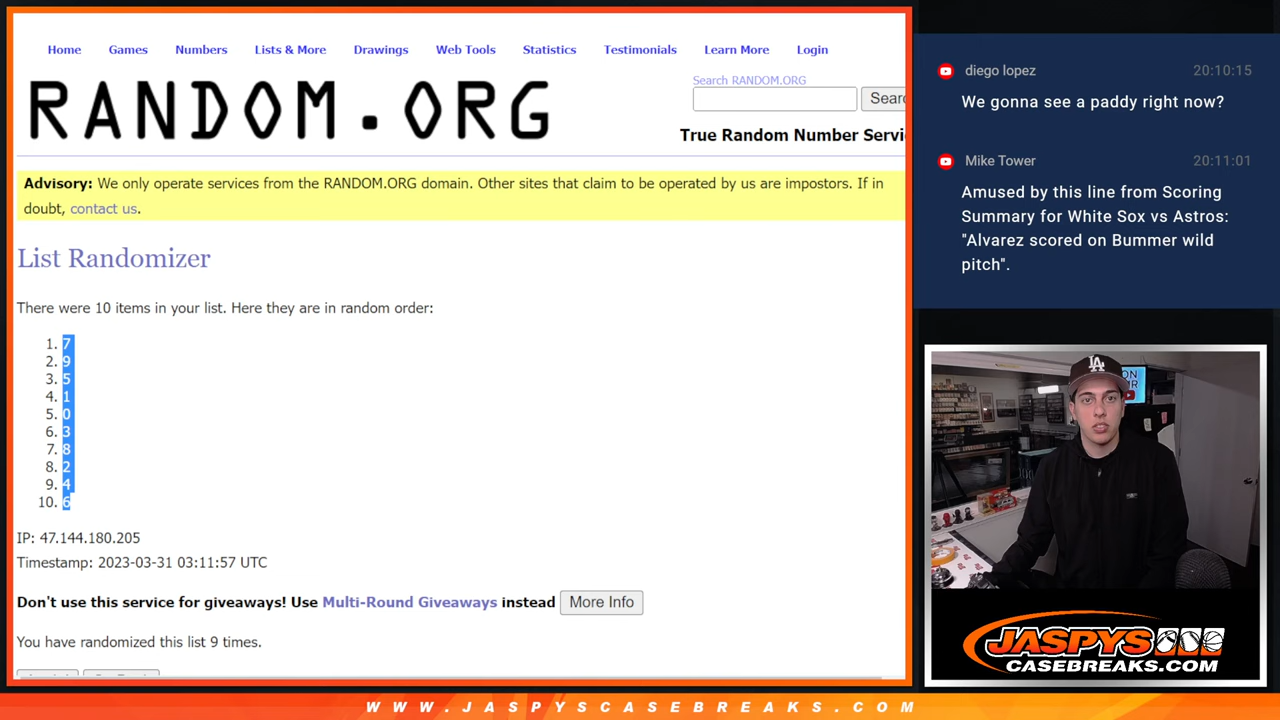 Home Games Numbers Lists & More Drawings Web Tools Statistics Testimonials Learn More Login
RANDOM.ORG
Search RANDOM.ORG
Searc
True Random Number Servi
Advisory: We only operate services from the RANDOM.ORG domain. Other sites that claim to be operated by us are impostors. If in
doubt, contact us.
List Randomizer
There were 10 items in your list. Here they are in random order:
1. 7
2. 9
3. 5
4. 1
5. 0
6. 3
7. 8
8. 2
9. 4
10. 6
IP: 47.144.180.205
Timestamp: 2023-03-31 03:11:57 UTC
Don't use this service for giveaways! Use Multi-Round Giveaways instead More Info
You have randomized this list 9 times.
diego lopez 20:10:15
We gonna see a paddy right now?
Mike Tower 20:11:01
Amused by this line from Scoring
Summary for White Sox vs Astros:
"Alvarez scored on Bummer wild
pitch".
LA
ON
JASPYS
CASEBREAKS.COM
WWW.JASPYSCASEBREAKS.COM